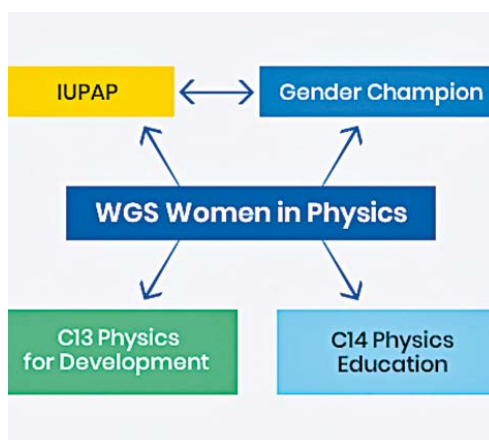 IUPAP
Gender Champion
WGS Women in Physics
C13 Physics
for Development
C14 Physics
Education